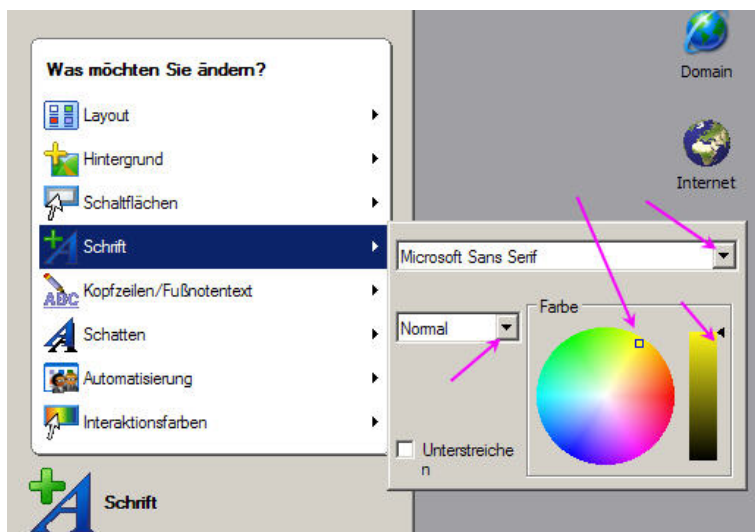 Was möchten Sie ändern?
Layout
Hintergrund
Schaltflächen
Schrift
Kopfzeilen/Fußnotentext
ABC
Schatten
Automatisierung
Interaktionsfarben
Schrift
Domain
Internet
Microsoft Sans Serif
Normal
Farbe
Unterstreiche
n